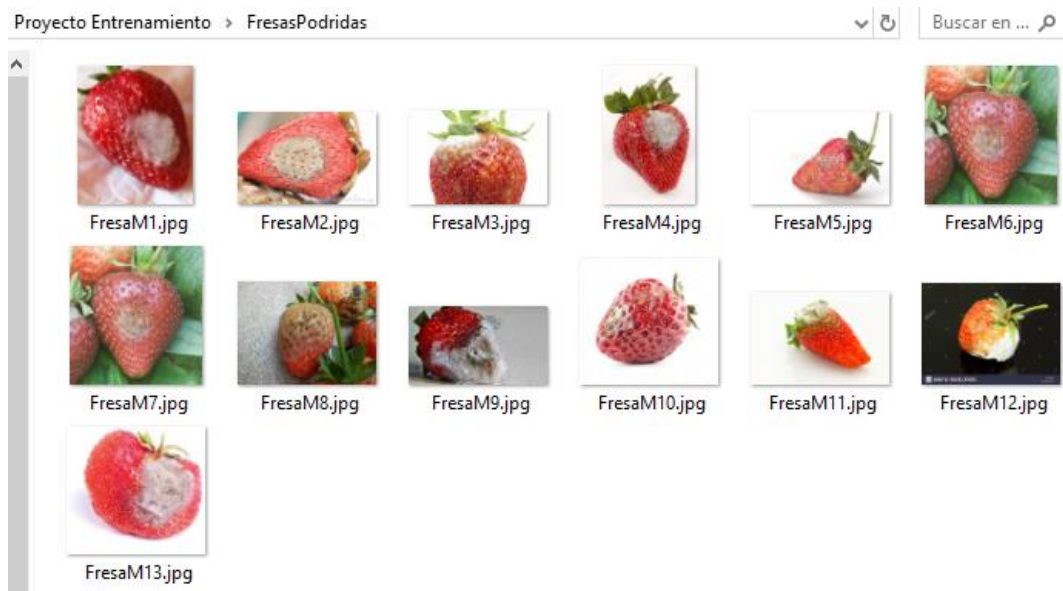 Proyecto Entrenamiento > FresasPodridas
Buscar en ...
FresaM1.jpg FresaM2.jpg FresaM3.jpg FresaM4.jpg FresaM5.jpg FresaM6.jpg
FresaM7.jpg FresaM8.jpg FresaM9.jpg FresaM10.jpg FresaM11.jpg FresaM12.jpg
FresaM13.jpg